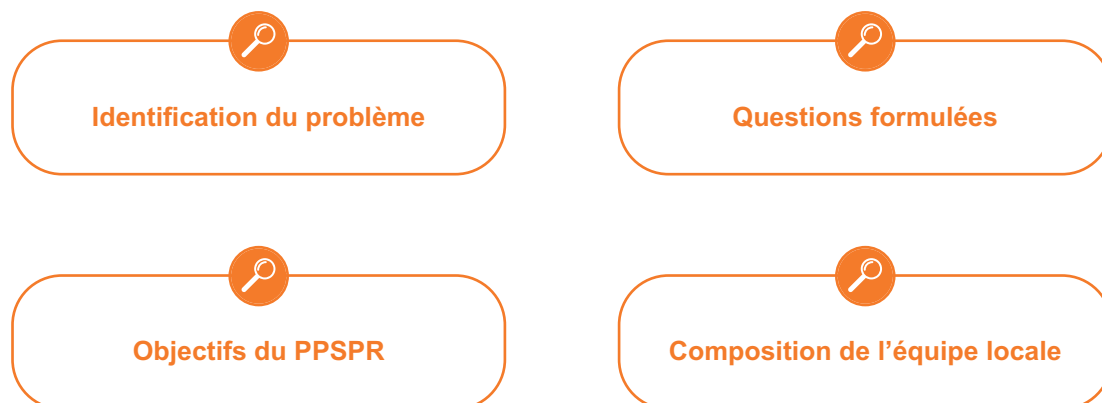 Identification du problème
Questions formulées
Objectifs du PPSPR
Composition de l’équipe locale